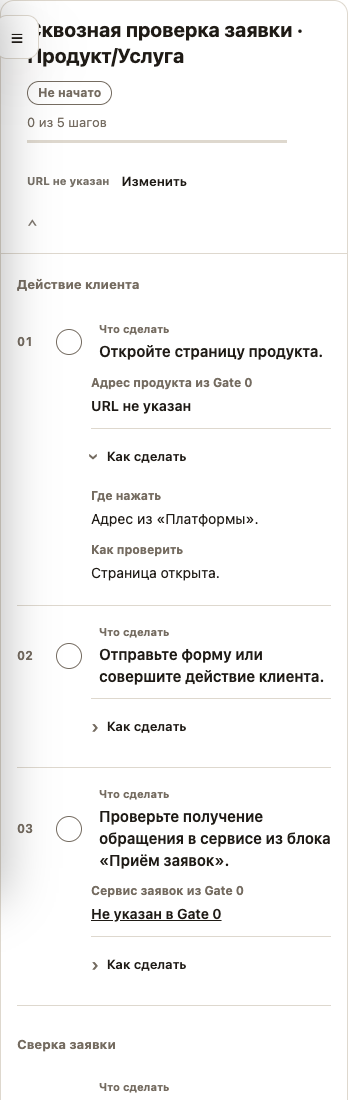 Сквозная проверка заявки ·
Продукт/Услуга
Не начато
0 из 5 шагов
URL не указан Изменить
Действие клиента
Что сделать
01
Откройте страницу продукта.
Адрес продукта из Gate 0
URL не указан
Как сделать
Где нажать
Адрес из «Платформы».
Как проверить
Страница открыта.
Что сделать
02
Отправьте форму или
совершите действие клиента.
Как сделать
Что сделать
03
Проверьте получение
обращения в сервисе из блока
«Приём заявок».
Сервис заявок из Gate 0
Не указан в Gate 0
Как сделать
Сверка заявки
Что сделать